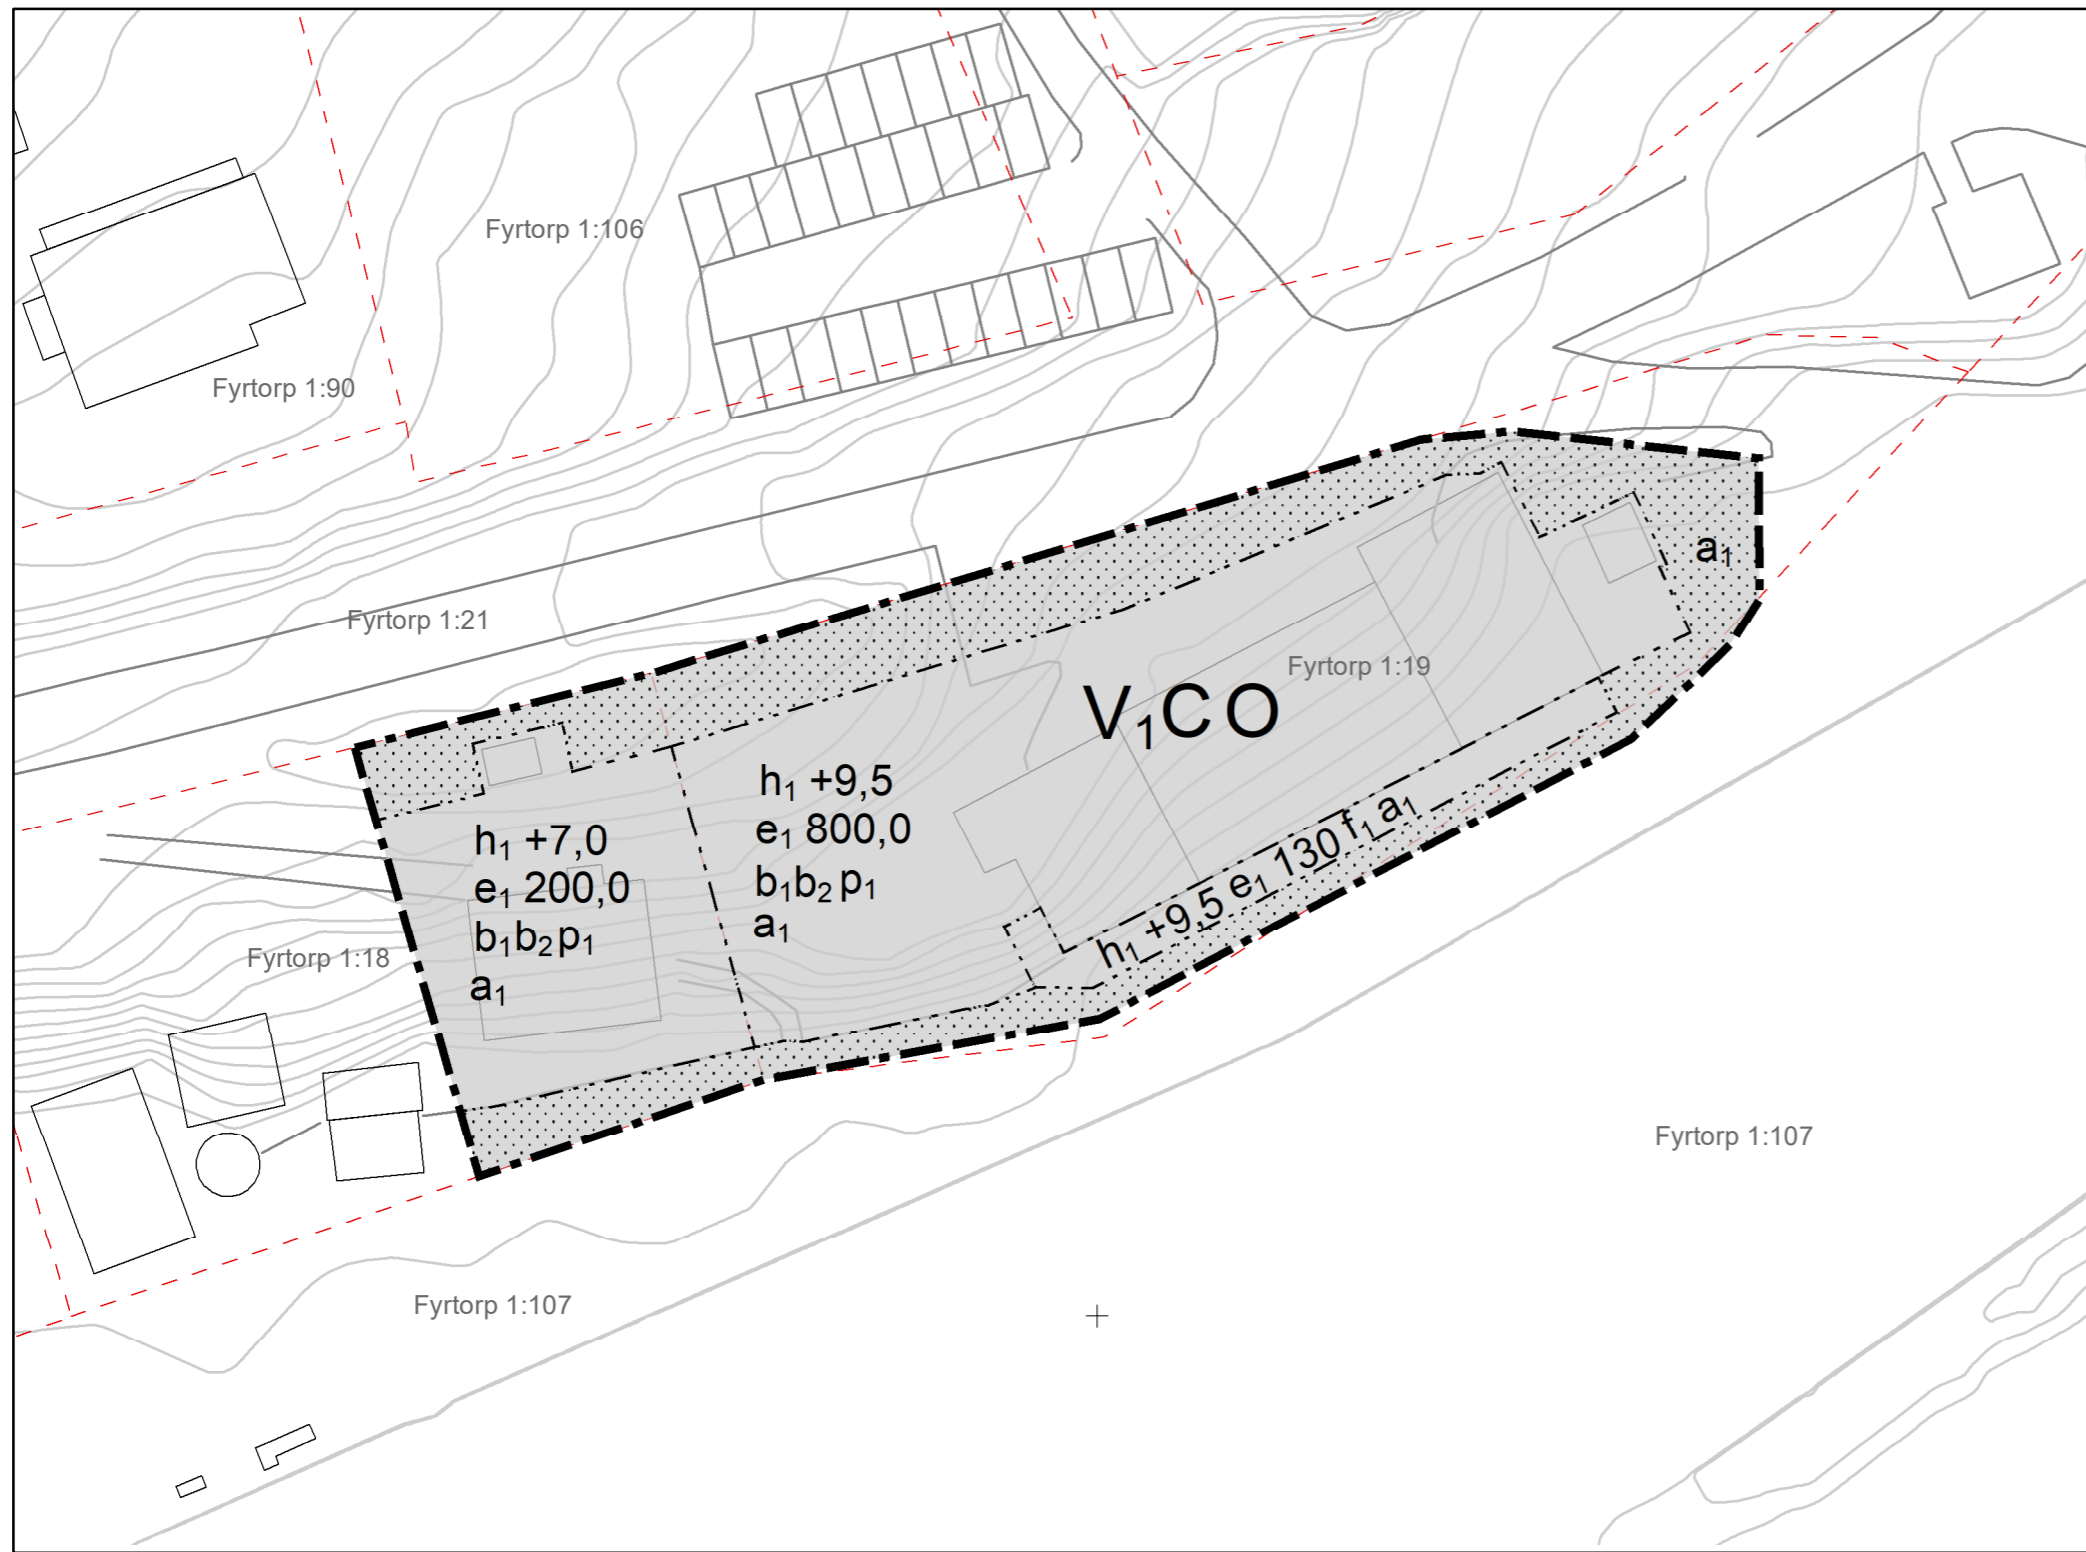 Fyrtorp 1:106
Fyrtorp 1:90
Fyrtorp 1:21
a₁
Fyrtorp 1:19
V₁CO
h₁ +9,5
e₁ 800,0
b₁b₂p₁
a₁
h₁ +7,0
e₁ 200,0
b₁b₂p₁
a₁
h₁ +9,5 e₁ 130 f₁ a₁
Fyrtorp 1:18
Fyrtorp 1:107
Fyrtorp 1:107